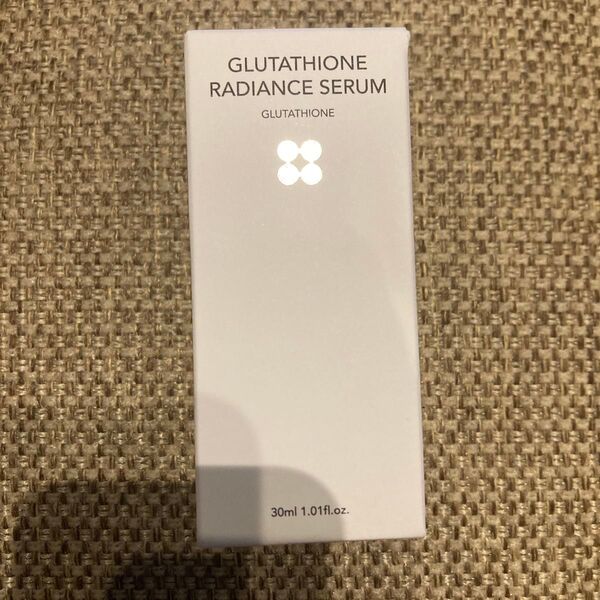 GLUTATHIONE
RADIANCE SERUM
GLUTATHIONE
30ml 1.01fl.oz.